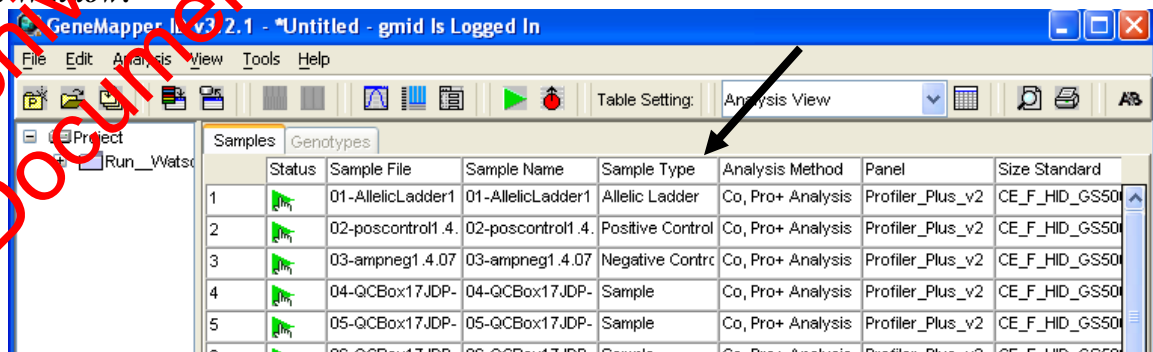 GeneMapper ID v3.2.1 - *Untitled - gmid Is Logged In
File Edit Analysis View Tools Help
Table Setting: Analysis View
Project
Run__Wats
Samples Genotypes
Status Sample File Sample Name Sample Type Analysis Method Panel Size Standard
1 01-AllelicLadder1 01-AllelicLadder1 Allelic Ladder Co, Pro+ Analysis Profiler_Plus_v2 CE_F_HID_GS50
2 02-poscontrol1.4. 02-poscontrol1.4. Positive Control Co, Pro+ Analysis Profiler_Plus_v2 CE_F_HID_GS50
3 03-ampneg1.4.07 03-ampneg1.4.07 Negative Contrc Co, Pro+ Analysis Profiler_Plus_v2 CE_F_HID_GS50
4 04-QCBox17JDP- 04-QCBox17JDP- Sample Co, Pro+ Analysis Profiler_Plus_v2 CE_F_HID_GS50
5 05-QCBox17JDP- 05-QCBox17JDP- Sample Co, Pro+ Analysis Profiler_Plus_v2 CE_F_HID_GS50
Docume